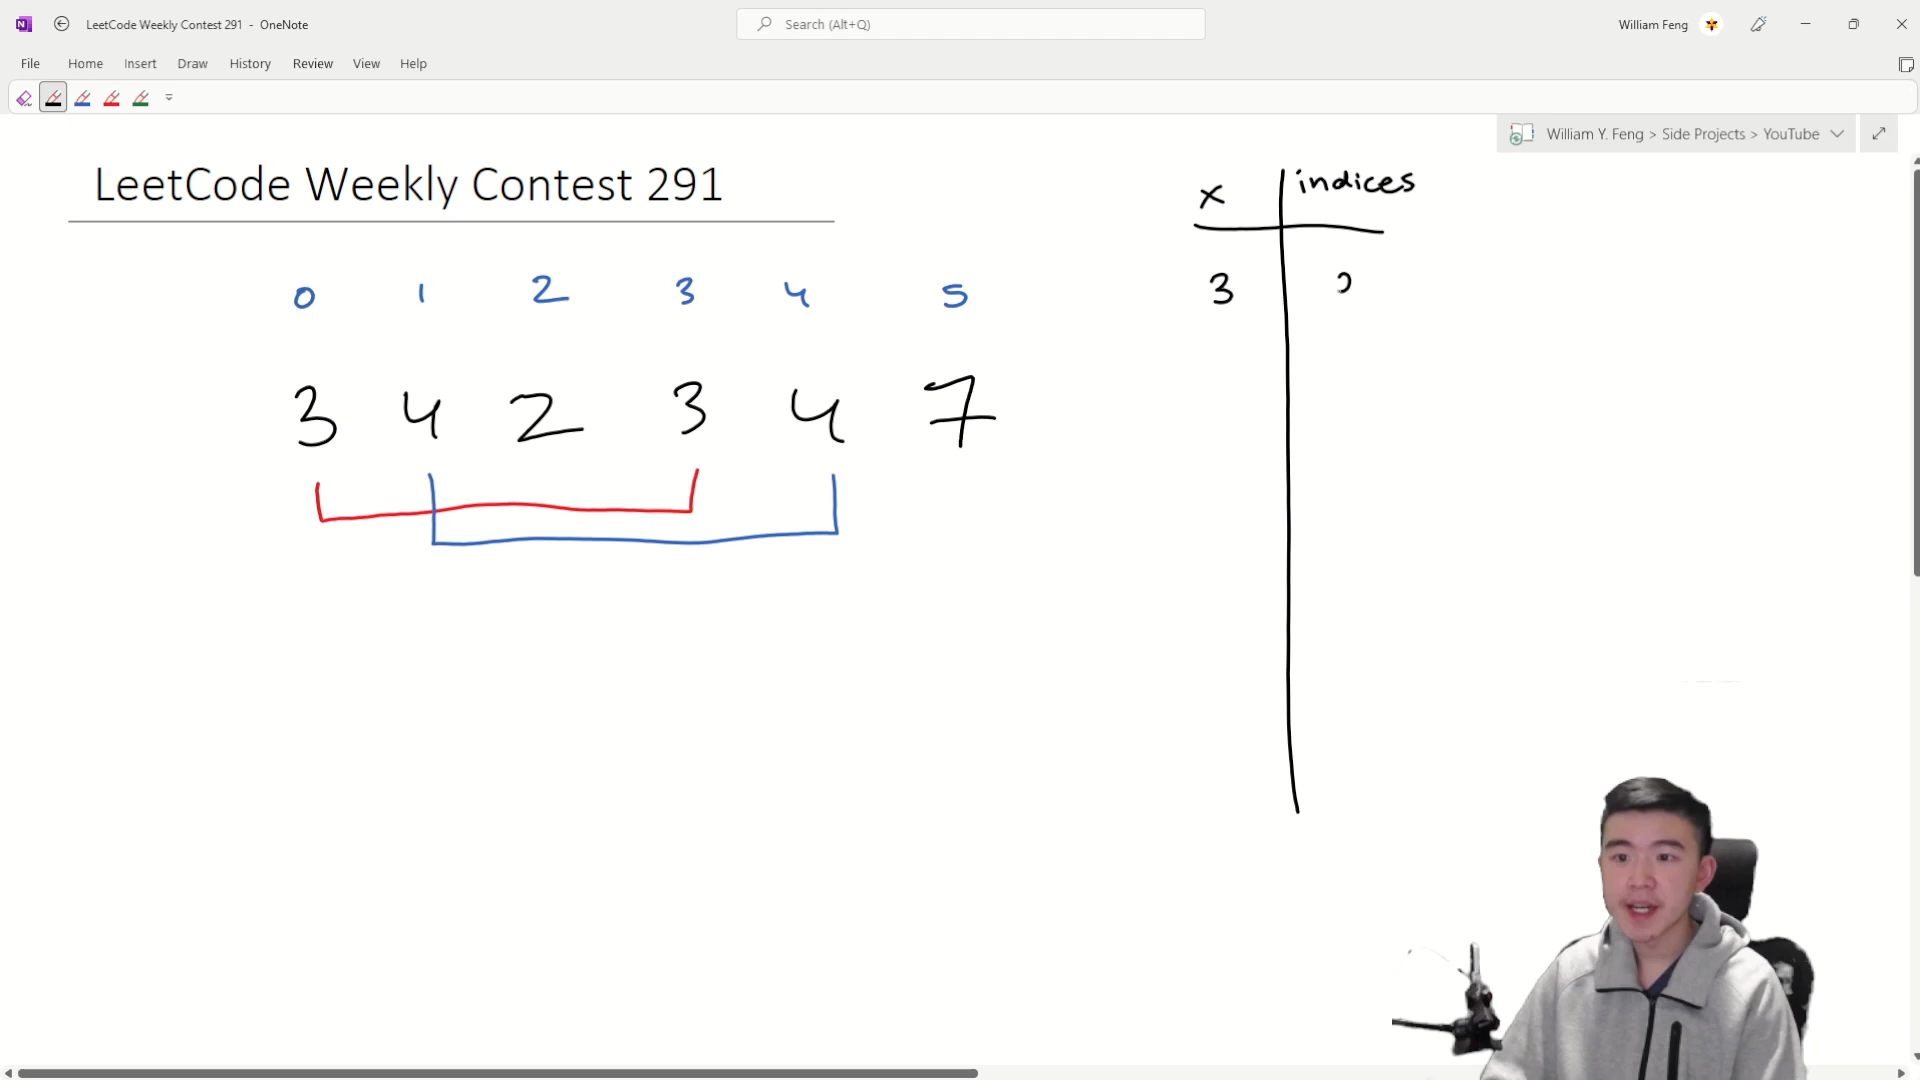 LeetCode Weekly Contest 291 - OneNote
Search (Alt+Q)
William Feng
File Home Insert Draw History Review View Help
William Y. Feng > Side Projects > YouTube
LeetCode Weekly Contest 291
x indices
0 1 2 3 4 5
3
3 4 2 3 4 7